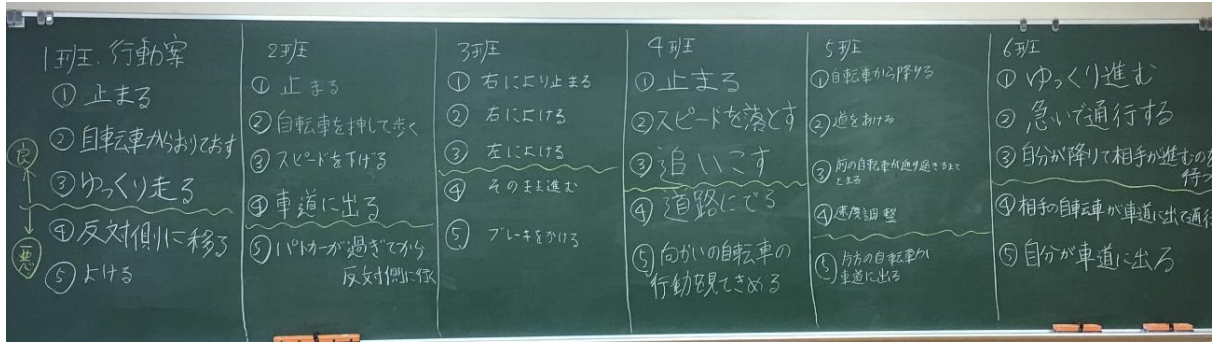 1班.行動案
① 止まる
② 自転車からおりておす
③ ゆっくり走る
④ 反対側に移る
⑤ よける
良
悪
2班
① 止まる
② 自転車を押して歩く
③ スピードを下げる
④ 車道に出る
⑤ パトカーが過ぎてから
反対側に行く
3班
① 右により止まる
② 右によける
③ 左によける
④ そのまま進む
⑤ ブレーキをかける
4班
① 止まる
② スピードを落とす
③ 追いこす
④ 道路にでる
⑤ 向かいの自転車の
行動を見てきめる
5班
① 自転車から降りる
② 道をあける
③ 前の自転車が通り過ぎるまで
とまる
④ 速度調整
⑤ 片方の自転車が
車道に出る
6班
① ゆっくり進む
② 急いで通行する
③ 自分が降りて相手が進むのを
待つ
④ 相手の自転車が車道に出て通行
⑤ 自分が車道に出る